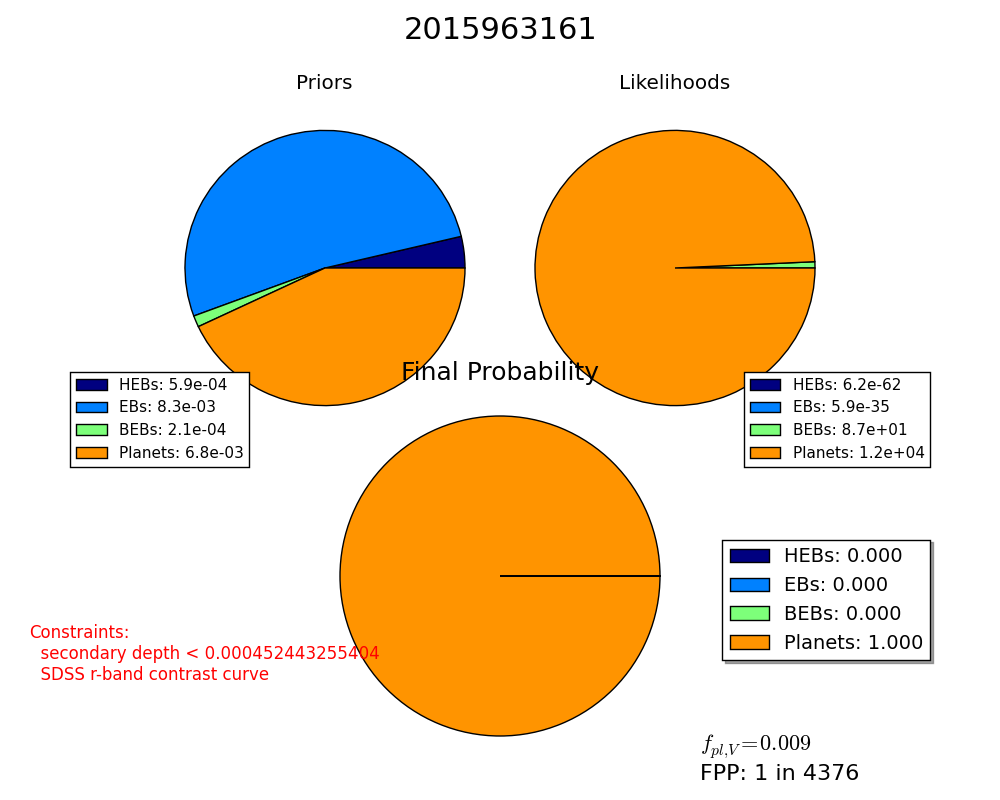 2015963161
Priors
Likelihoods
HEBs: 5.9e-04
EBs: 8.3e-03
BEBs: 2.1e-04
Planets: 6.8e-03
HEBs: 6.2e-62
EBs: 5.9e-35
BEBs: 8.7e+01
Planets: 1.2e+04
Final Probability
HEBs: 0.000
EBs: 0.000
BEBs: 0.000
Planets: 1.000
Constraints:
secondary depth < 0.000452443255404
SDSS r-band contrast curve
f_{pl,V} = 0.009
FPP: 1 in 4376